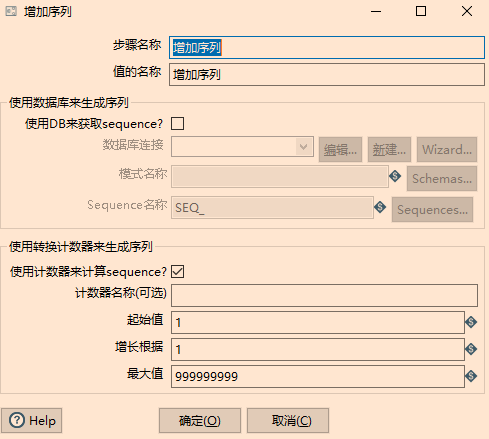 增加序列
步骤名称 增加序列
值的名称 增加序列
使用数据库来生成序列
使用DB来获取sequence?
数据库连接 编辑... 新建... Wizard...
模式名称 Schemas...
Sequence名称 SEQ_ Sequences...
使用转换计数器来生成序列
使用计数器来计算sequence?
计数器名称(可选)
起始值 1
增长根据 1
最大值 999999999
Help 确定(O) 取消(C)